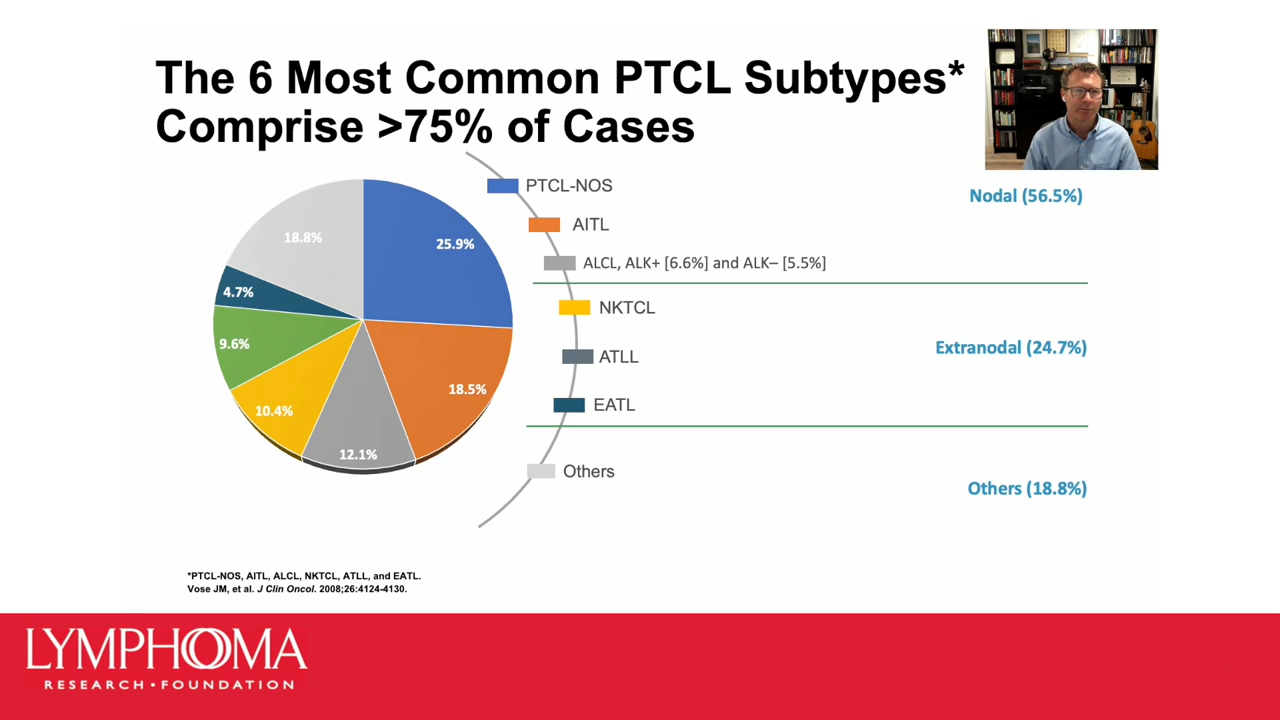 The 6 Most Common PTCL Subtypes*
Comprise >75% of Cases
18.8%
25.9%
4.7%
9.6%
10.4%
12.1%
18.5%
PTCL-NOS
AITL
ALCL, ALK+ [6.6%] and ALK– [5.5%]
NKTCL
ATLL
EATL
Others
Nodal (56.5%)
Extranodal (24.7%)
Others (18.8%)
*PTCL-NOS, AITL, ALCL, NKTCL, ATLL, and EATL.
Vose JM, et al. J Clin Oncol. 2008;26:4124-4130.
LYMPHOMA
RESEARCH • FOUNDATION